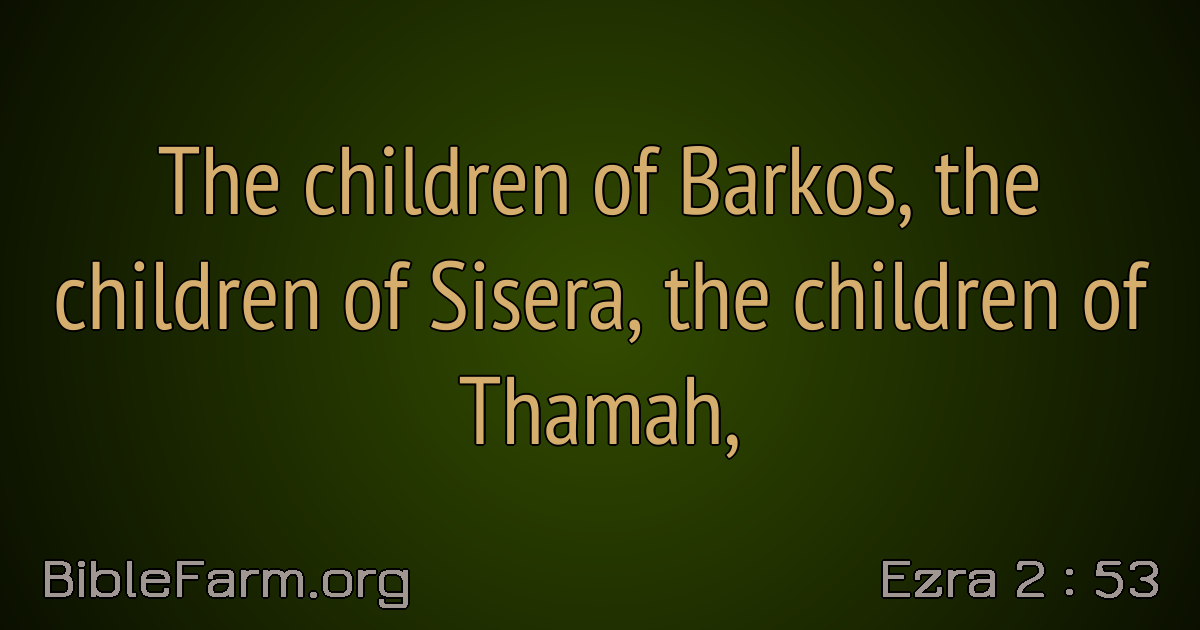 The children of Barkos, the
children of Sisera, the children of
Thamah,
BibleFarm.org
Ezra 2 : 53